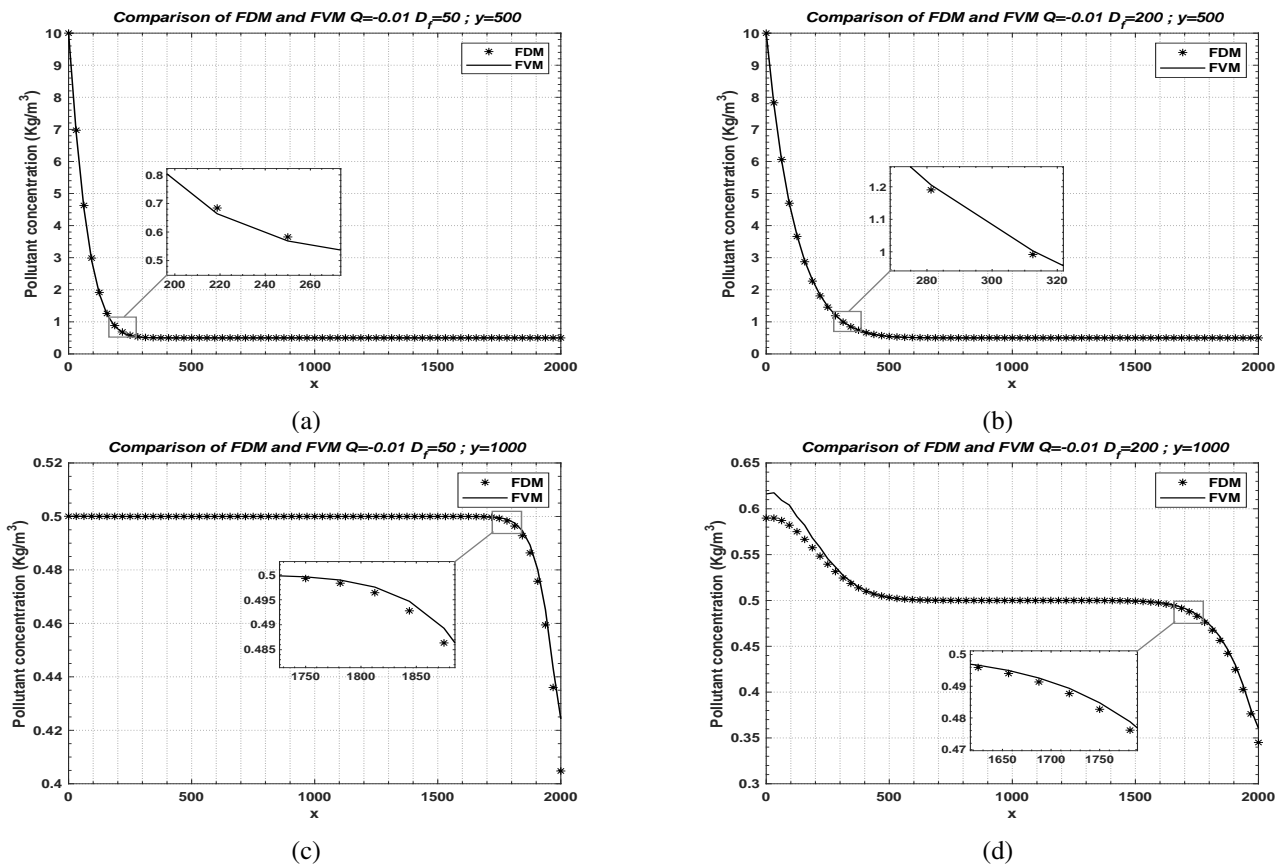 Comparison of FDM and FVM Q=-0.01 D_f=50 ; y=500
10
9
8
7
6
5
4
3
2
1
0
Pollutant concentration (Kg/m³)
FDM
FVM
0.8
0.7
0.6
0.5
200 220 240 260
0 500 1000 1500 2000
x
(a)
Comparison of FDM and FVM Q=-0.01 D_f=200 ; y=500
10
9
8
7
6
5
4
3
2
1
0
Pollutant concentration (Kg/m³)
FDM
FVM
1.2
1.1
1
280 300 320
0 500 1000 1500 2000
x
(b)
Comparison of FDM and FVM Q=-0.01 D_f=50 ; y=1000
0.52
0.5
0.48
0.46
0.44
0.42
0.4
Pollutant concentration (Kg/m³)
FDM
FVM
0.5
0.495
0.49
0.485
1750 1800 1850
0 500 1000 1500 2000
x
(c)
Comparison of FDM and FVM Q=-0.01 D_f=200 ; y=1000
0.65
0.6
0.55
0.5
0.45
0.4
0.35
0.3
Pollutant concentration (Kg/m³)
FDM
FVM
0.5
0.49
0.48
0.47
1650 1700 1750
0 500 1000 1500 2000
x
(d)